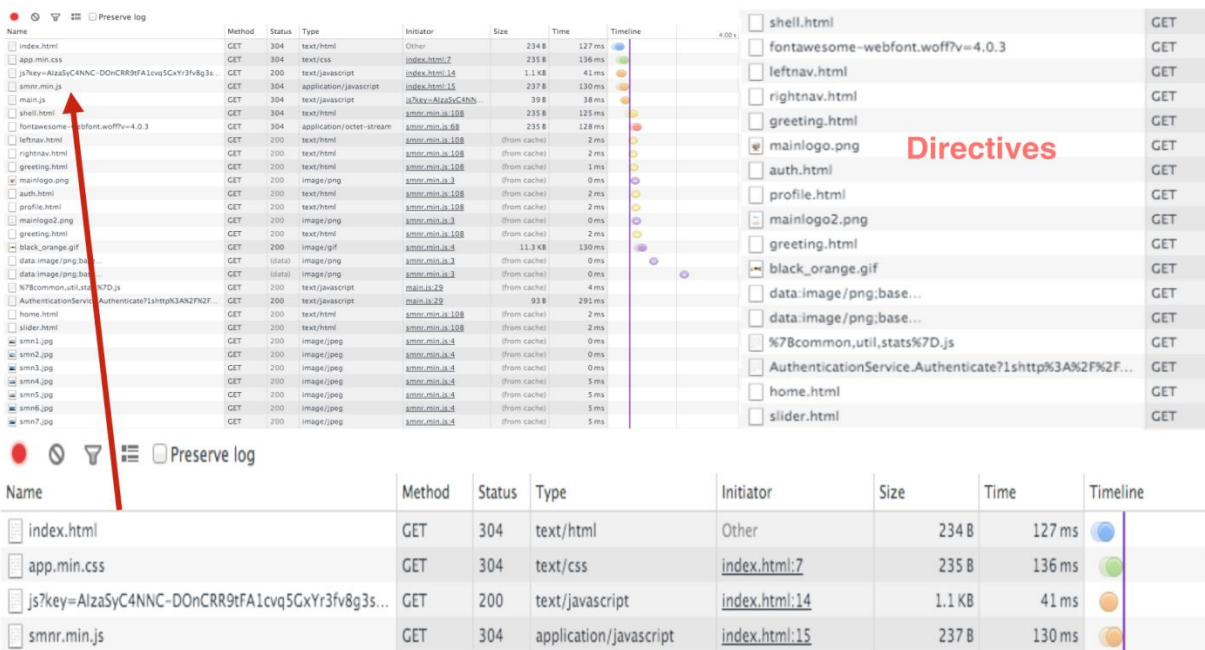 Preserve log
Name Method Status Type Initiator Size Time Timeline 4.00 s
index.html GET 304 text/html Other 234 B 127 ms
app.min.css GET 304 text/css index.html:7 235 B 136 ms
js?key=AIzaSyC4NNC-DOnCRR9tFA1cvq5GxYr3fv8g3s... GET 200 text/javascript index.html:14 1.1 KB 41 ms
smnr.min.js GET 304 application/javascript index.html:15 237 B 130 ms
main.js GET 304 text/javascript js?key=AIzaSyC4NN... 39 B 38 ms
shell.html GET 304 text/html smnr.min.js:108 235 B 125 ms
fontawesome-webfont.woff?v=4.0.3 GET 304 application/octet-stream smnr.min.js:68 235 B 128 ms
leftnav.html GET 200 text/html smnr.min.js:108 (from cache) 2 ms
rightnav.html GET 200 text/html smnr.min.js:108 (from cache) 2 ms
greeting.html GET 200 text/html smnr.min.js:108 (from cache) 1 ms
mainlogo.png GET 200 image/png smnr.min.js:3 (from cache) 0 ms
auth.html GET 200 text/html smnr.min.js:108 (from cache) 2 ms
profile.html GET 200 text/html smnr.min.js:108 (from cache) 2 ms
mainlogo2.png GET 200 image/png smnr.min.js:3 (from cache) 0 ms
greeting.html GET 200 text/html smnr.min.js:108 (from cache) 2 ms
black_orange.gif GET 200 image/gif smnr.min.js:4 11.3 KB 130 ms
data:image/png;base... GET (data) image/png smnr.min.js:3 (from cache) 0 ms
data:image/png;base... GET (data) image/png smnr.min.js:3 (from cache) 0 ms
%7Bcommon,util,stats%7D.js GET 200 text/javascript main.js:29 (from cache) 4 ms
AuthenticationService.Authenticate?1shttp%3A%2F%2F... GET 200 text/javascript main.js:29 93 B 291 ms
home.html GET 200 text/html smnr.min.js:108 (from cache) 2 ms
slider.html GET 200 text/html smnr.min.js:108 (from cache) 2 ms
smn1.jpg GET 200 image/jpeg smnr.min.js:4 (from cache) 0 ms
smn2.jpg GET 200 image/jpeg smnr.min.js:4 (from cache) 0 ms
smn3.jpg GET 200 image/jpeg smnr.min.js:4 (from cache) 0 ms
smn4.jpg GET 200 image/jpeg smnr.min.js:4 (from cache) 5 ms
smn5.jpg GET 200 image/jpeg smnr.min.js:4 (from cache) 5 ms
smn6.jpg GET 200 image/jpeg smnr.min.js:4 (from cache) 5 ms
smn7.jpg GET 200 image/jpeg smnr.min.js:4 (from cache) 5 ms
shell.html GET
fontawesome-webfont.woff?v=4.0.3 GET
leftnav.html GET
rightnav.html GET
greeting.html GET
mainlogo.png GET
Directives
auth.html GET
profile.html GET
mainlogo2.png GET
greeting.html GET
black_orange.gif GET
data:image/png;base... GET
data:image/png;base... GET
%7Bcommon,util,stats%7D.js GET
AuthenticationService.Authenticate?1shttp%3A%2F%2F... GET
home.html GET
slider.html GET
Preserve log
Name Method Status Type Initiator Size Time Timeline
index.html GET 304 text/html Other 234 B 127 ms
app.min.css GET 304 text/css index.html:7 235 B 136 ms
js?key=AIzaSyC4NNC-DOnCRR9tFA1cvq5GxYr3fv8g3s... GET 200 text/javascript index.html:14 1.1 KB 41 ms
smnr.min.js GET 304 application/javascript index.html:15 237 B 130 ms